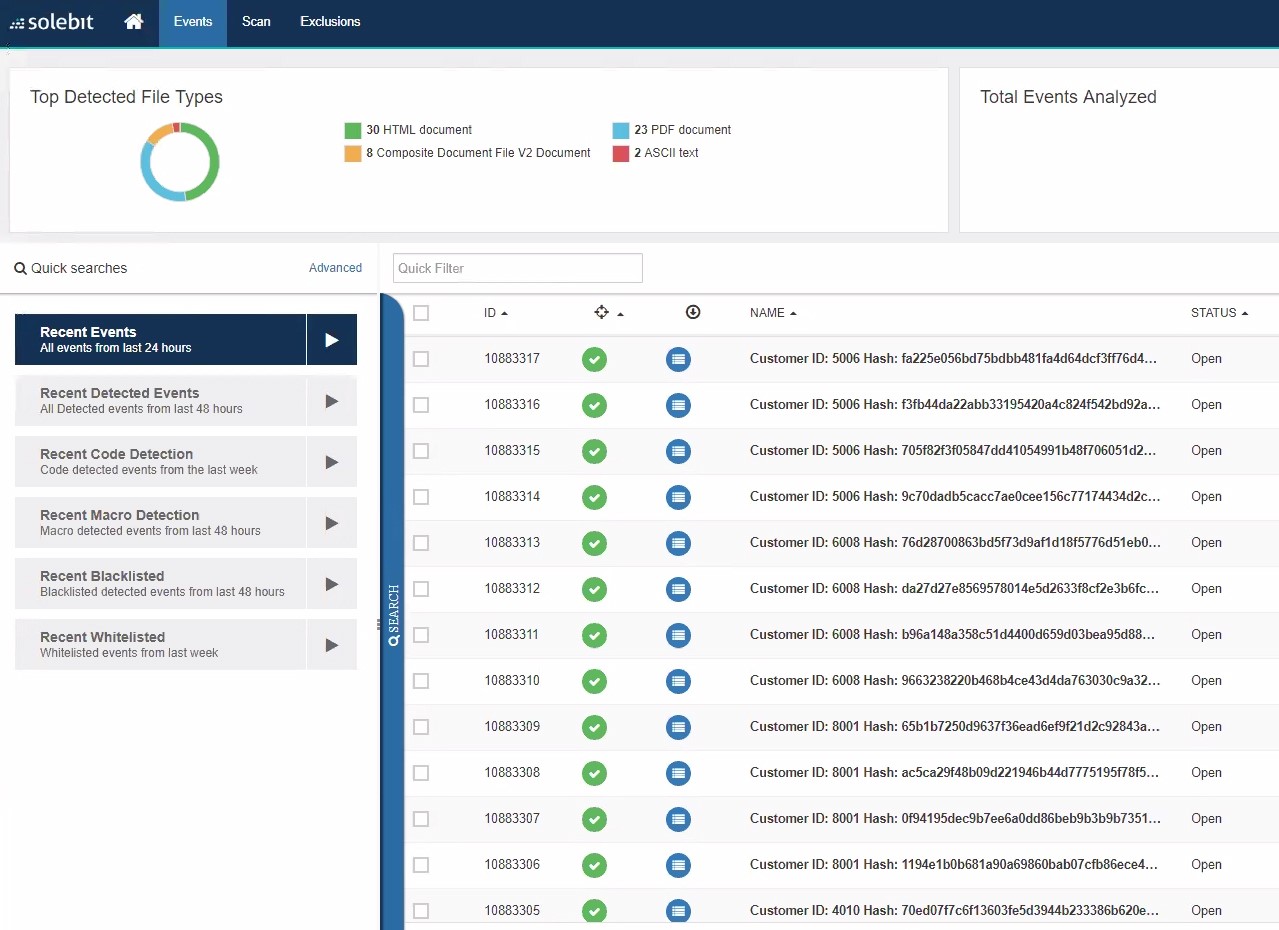 solebit
Events
Scan
Exclusions
Top Detected File Types
30 HTML document
23 PDF document
8 Composite Document File V2 Document
2 ASCII text
Total Events Analyzed
Quick searches
Advanced
Quick Filter
Recent Events
All events from last 24 hours
Recent Detected Events
All Detected events from last 48 hours
Recent Code Detection
Code detected events from the last week
Recent Macro Detection
Macro detected events from last 48 hours
Recent Blacklisted
Blacklisted detected events from last 48 hours
Recent Whitelisted
Whitelisted events from last week
SEARCH
ID NAME STATUS
10883317 Customer ID: 5006 Hash: fa225e056bd75bdbb481fa4d64dcf3ff76d4... Open
10883316 Customer ID: 5006 Hash: f3fb44da22abb33195420a4c824f542bd92a... Open
10883315 Customer ID: 5006 Hash: 705f82f3f05847dd41054991b48f706051d2... Open
10883314 Customer ID: 5006 Hash: 9c70dadb5cacc7ae0cee156c77174434d2c... Open
10883313 Customer ID: 6008 Hash: 76d28700863bd5f73d9af1d18f5776d51eb0... Open
10883312 Customer ID: 6008 Hash: da27d27e8569578014e5d2633f8cf2e3b6fc... Open
10883311 Customer ID: 6008 Hash: b96a148a358c51d4400d659d03bea95d88... Open
10883310 Customer ID: 6008 Hash: 9663238220b468b4ce43d4da763030c9a32... Open
10883309 Customer ID: 8001 Hash: 65b1b7250d9637f36ead6ef9f21d2c92843a... Open
10883308 Customer ID: 8001 Hash: ac5ca29f48b09d221946b44d7775195f78f5... Open
10883307 Customer ID: 8001 Hash: 0f94195dec9b7ee6a0dd86beb9b3b9b7351... Open
10883306 Customer ID: 8001 Hash: 1194e1b0b681a90a69860bab07cfb86ece4... Open
10883305 Customer ID: 4010 Hash: 70ed07f7c6f13603fe5d3944b233386b620e... Open